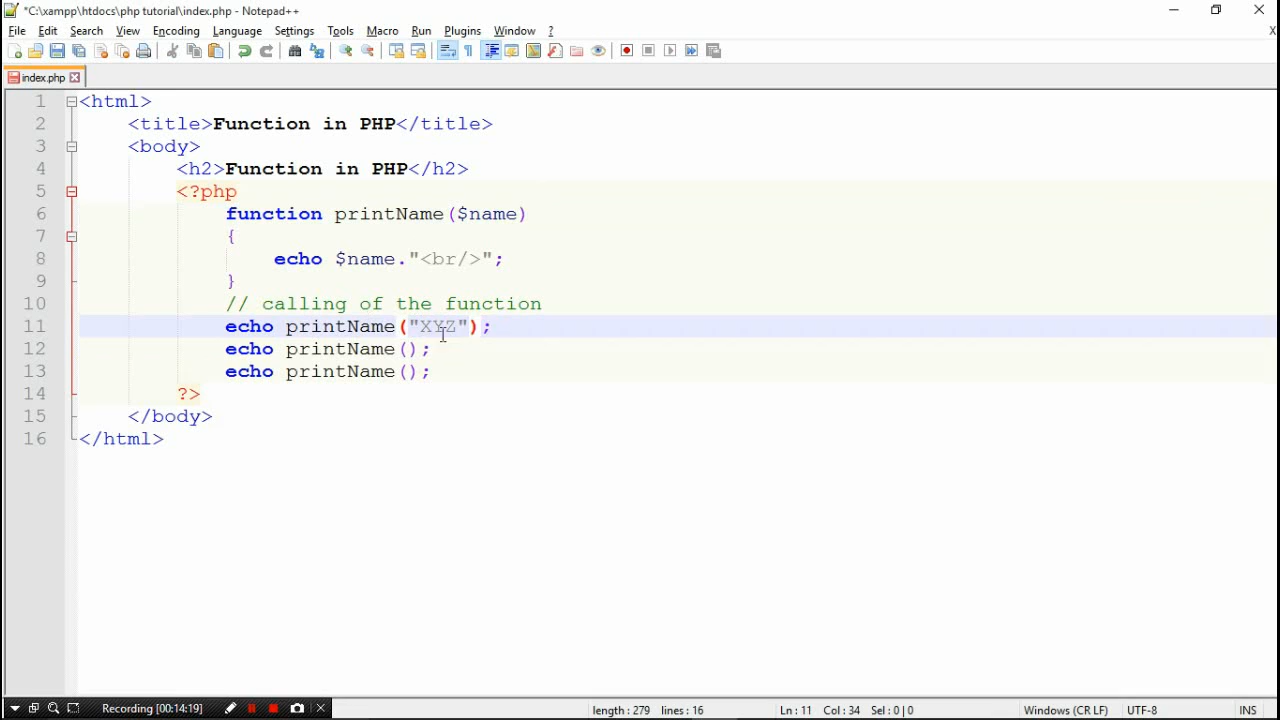 *C:\xampp\htdocs\php tutorial\index.php - Notepad++
File Edit Search View Encoding Language Settings Tools Macro Run Plugins Window ? X
index.php
1 <html>
2 <title>Function in PHP</title>
3 <body>
4 <h2>Function in PHP</h2>
5 <?php
6 function printName($name)
7 {
8 echo $name."<br/>";
9 }
10 // calling of the function
11 echo printName("XYZ");
12 echo printName();
13 echo printName();
14 ?>
15 </body>
16 </html>
Recording [00:14:19] length : 279 lines : 16 Ln : 11 Col : 34 Sel : 0 | 0 Windows (CR LF) UTF-8 INS